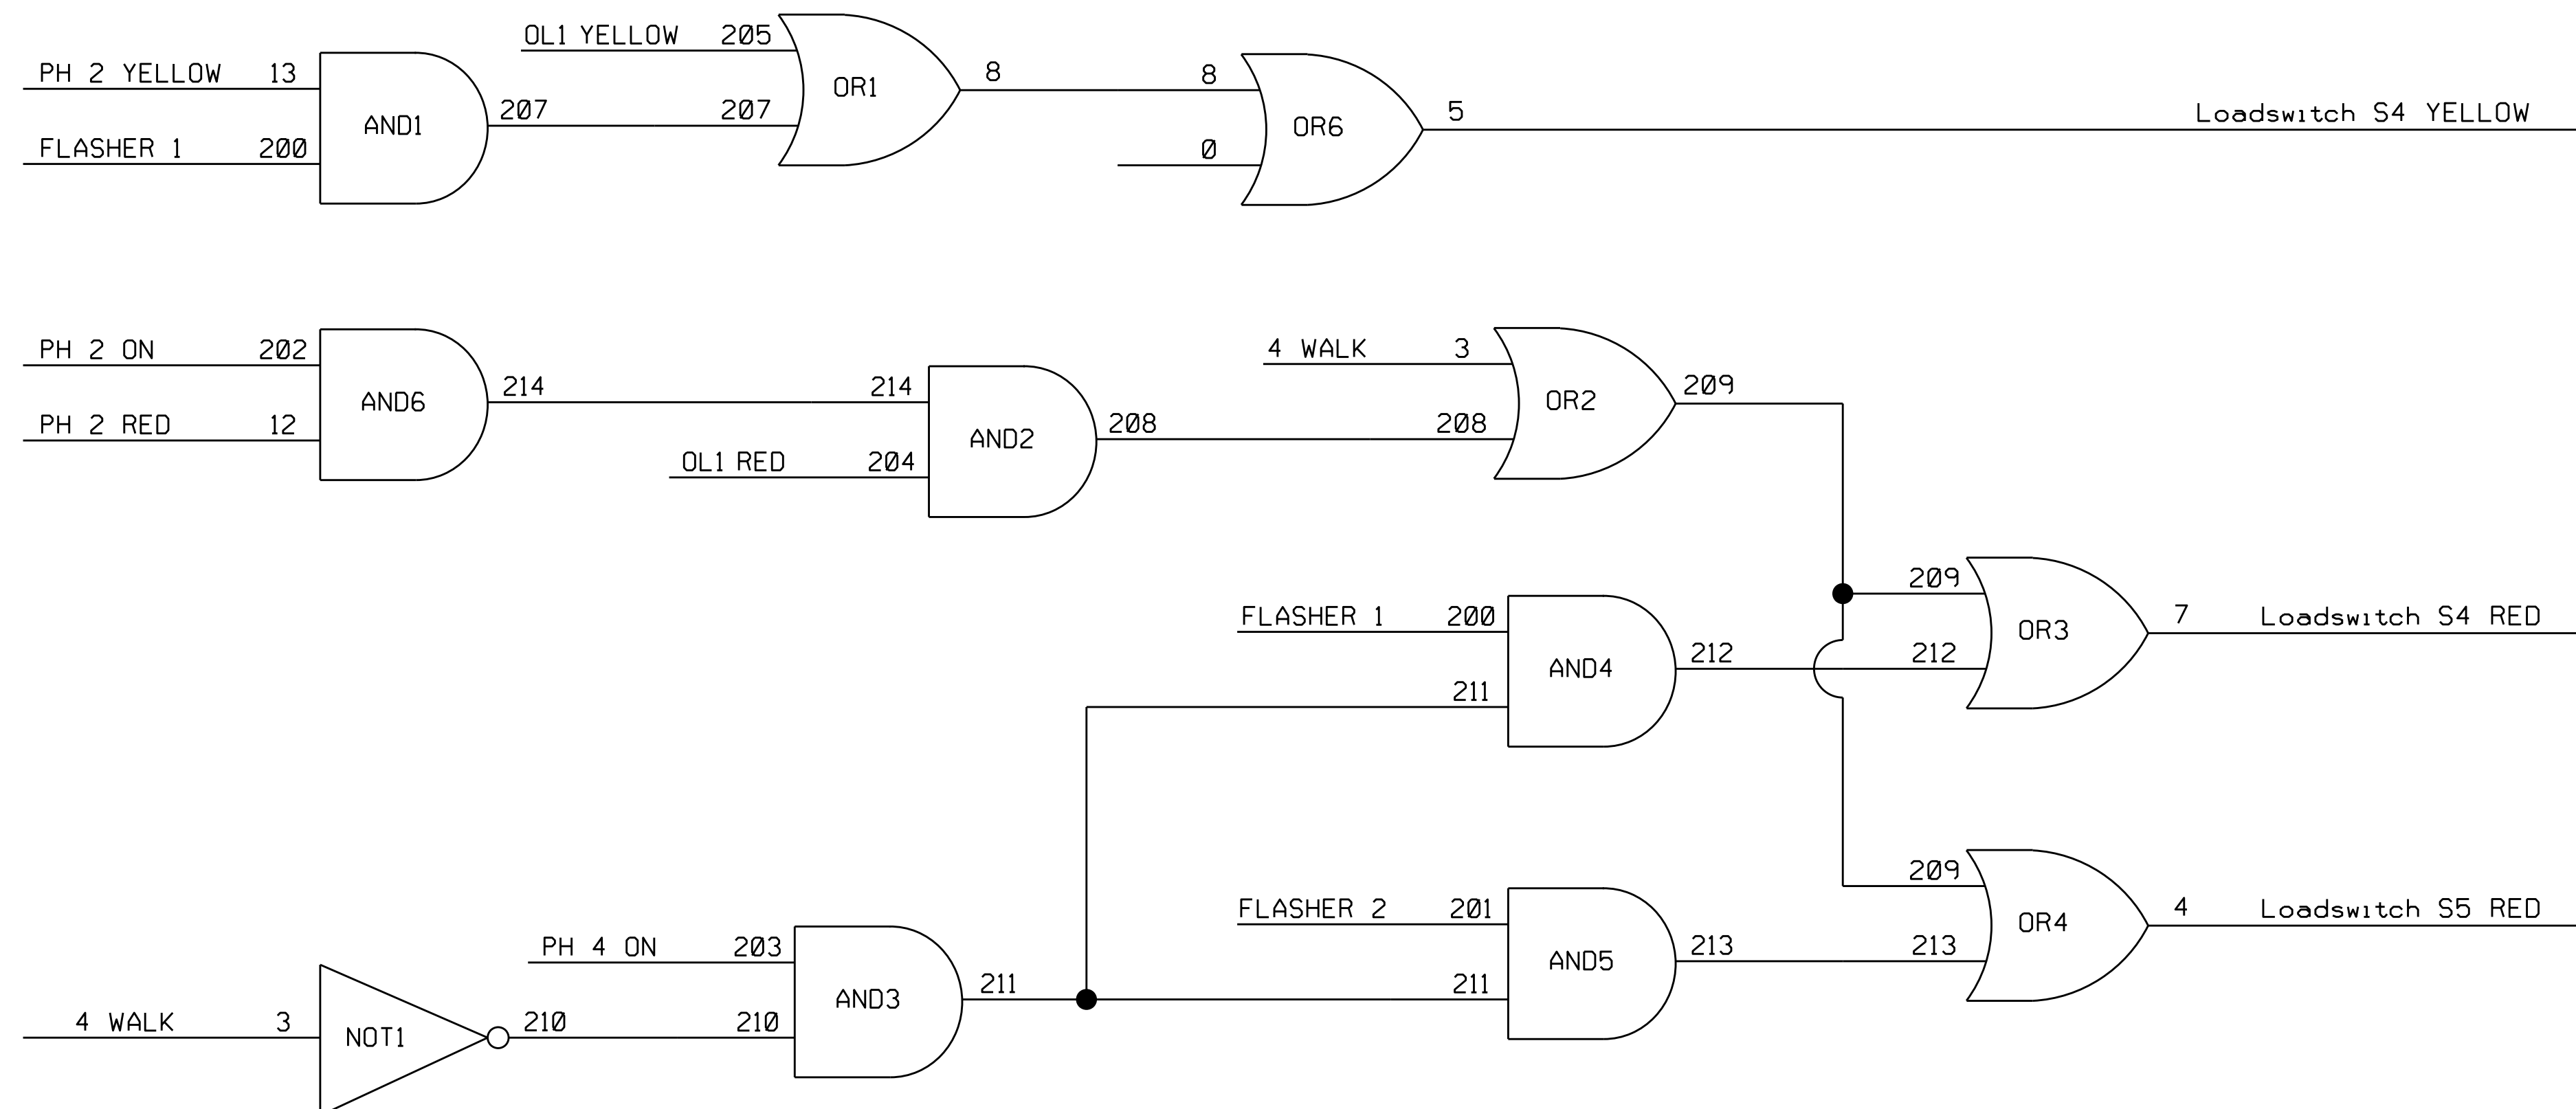 OL1 YELLOW 205
PH 2 YELLOW 13
AND1
207
207
OR1
8
8
FLASHER 1 200
0
OR6
5
Loadswitch S4 YELLOW
PH 2 ON 202
PH 2 RED 12
AND6
214
214
OL1 RED 204
AND2
208
4 WALK 3
208
OR2
209
FLASHER 1 200
211
AND4
212
209
212
OR3
7
Loadswitch S4 RED
FLASHER 2 201
211
AND5
213
209
213
OR4
4
Loadswitch S5 RED
PH 4 ON 203
4 WALK 3
NOT1
210
210
AND3
211